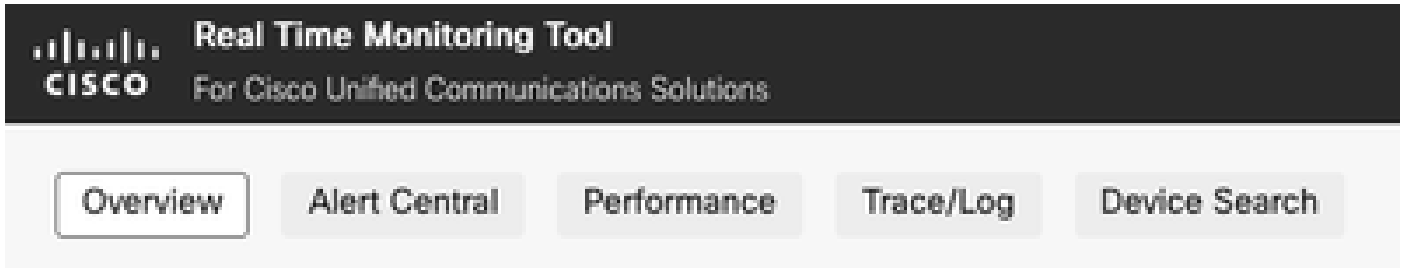 Real Time Monitoring Tool
CISCO
For Cisco Unified Communications Solutions
Overview
Alert Central
Performance
Trace/Log
Device Search